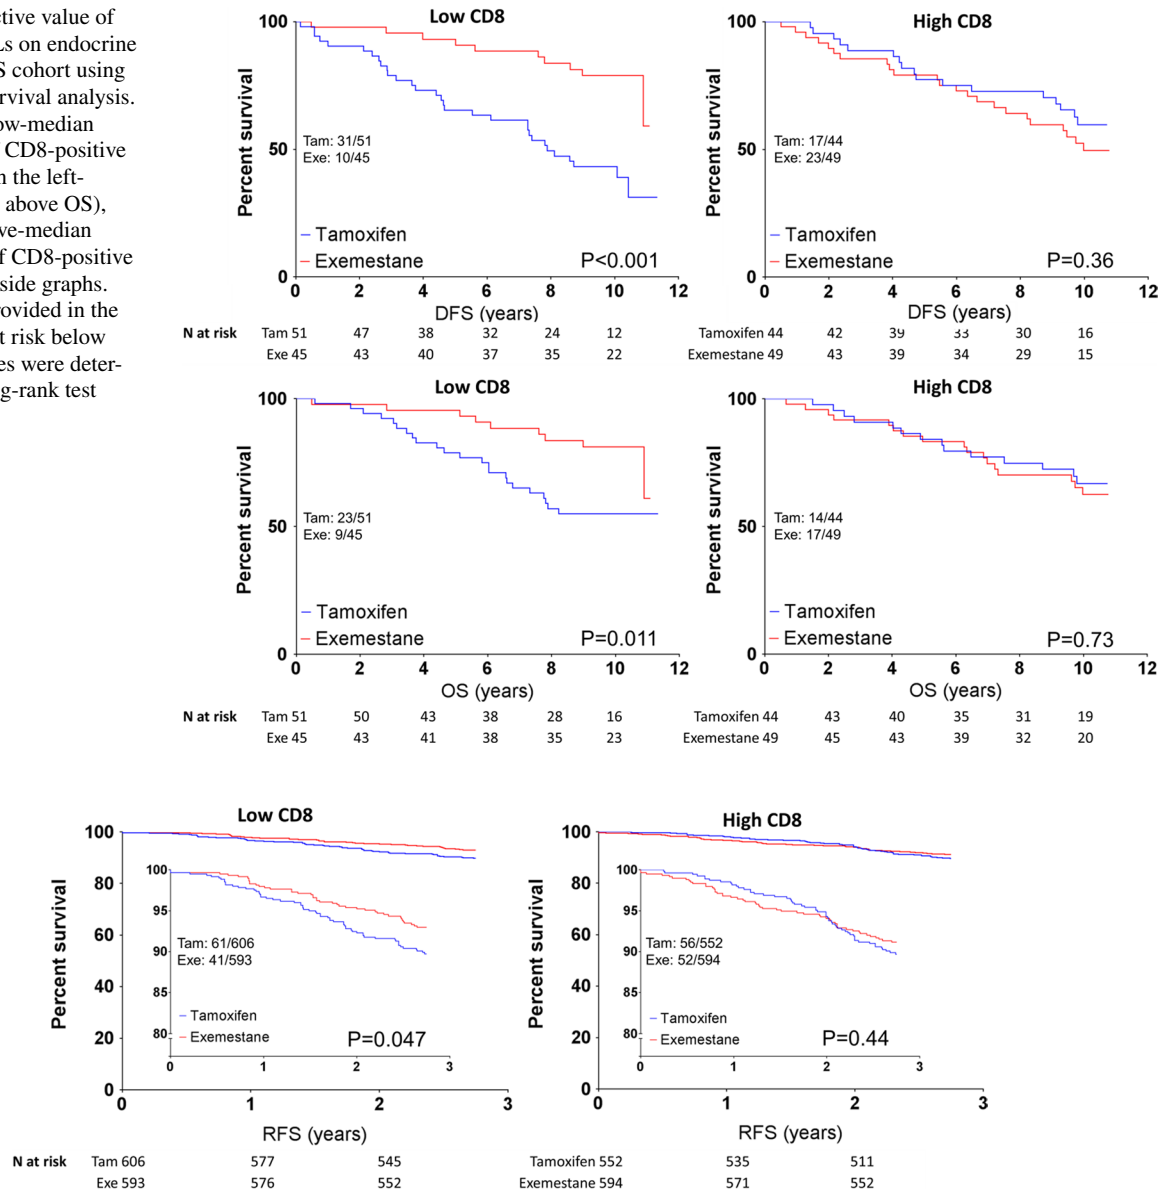 ctive value of
Ls on endocrine
S cohort using
rvival analysis.
ow-median
f CD8-positive
n the left-
above OS),
ve-median
f CD8-positive
side graphs.
rovided in the
t risk below
es were deter-
g-rank test
Low CD8
Percent survival
100
50
0
Tam: 31/51
Exe: 10/45
Tamoxifen
Exemestane
P<0.001
0 2 4 6 8 10 12
DFS (years)
N at risk Tam 51 47 38 32 24 12
Exe 45 43 40 37 35 22
High CD8
Percent survival
100
50
0
Tam: 17/44
Exe: 23/49
Tamoxifen
Exemestane
P=0.36
0 2 4 6 8 10 12
DFS (years)
Tamoxifen 44 42 39 33 30 16
Exemestane 49 43 39 34 29 15
Low CD8
Percent survival
100
50
0
Tam: 23/51
Exe: 9/45
Tamoxifen
Exemestane
P=0.011
0 2 4 6 8 10 12
OS (years)
N at risk Tam 51 50 43 38 28 16
Exe 45 43 41 38 35 23
High CD8
Percent survival
100
50
0
Tam: 14/44
Exe: 17/49
Tamoxifen
Exemestane
P=0.73
0 2 4 6 8 10 12
OS (years)
Tamoxifen 44 43 40 35 31 19
Exemestane 49 45 43 39 32 20
Low CD8
Percent survival
100
80
60
40
20
0
100
95
90
85
80
Tam: 61/606
Exe: 41/593
Tamoxifen
Exemestane
P=0.047
0 1 2 3
0 1 2 3
RFS (years)
N at risk Tam 606 577 545
Exe 593 576 552
High CD8
Percent survival
100
80
60
40
20
0
100
95
90
85
80
Tam: 56/552
Exe: 52/594
Tamoxifen
Exemestane
P=0.44
0 1 2 3
0 1 2 3
RFS (years)
Tamoxifen 552 535 511
Exemestane 594 571 552